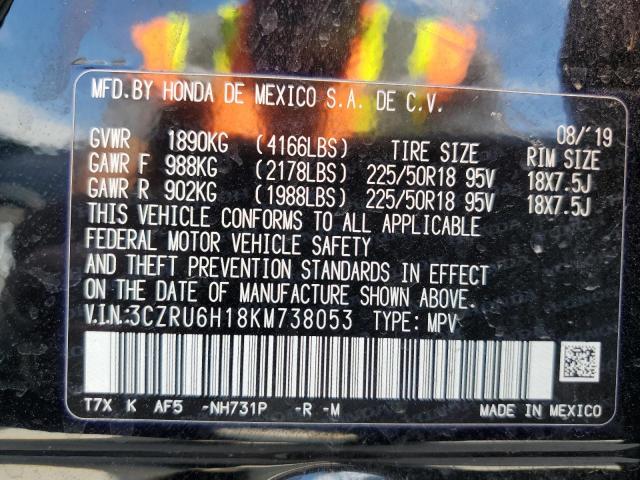 MFD. BY HONDA DE MEXICO S.A. DE C.V.
08/'19
GVWR 1890KG (4166LBS) TIRE SIZE RIM SIZE
GAWR F 988KG (2178LBS) 225/50R18 95V 18X7.5J
GAWR R 902KG (1988LBS) 225/50R18 95V 18X7.5J
THIS VEHICLE CONFORMS TO ALL APPLICABLE
FEDERAL MOTOR VEHICLE SAFETY
AND THEFT PREVENTION STANDARDS IN EFFECT
ON THE DATE OF MANUFACTURE SHOWN ABOVE.
V.I.N.:3CZRU6H18KM738053 TYPE: MPV
T7X K AF5 -NH731P -R -M
MADE IN MEXICO